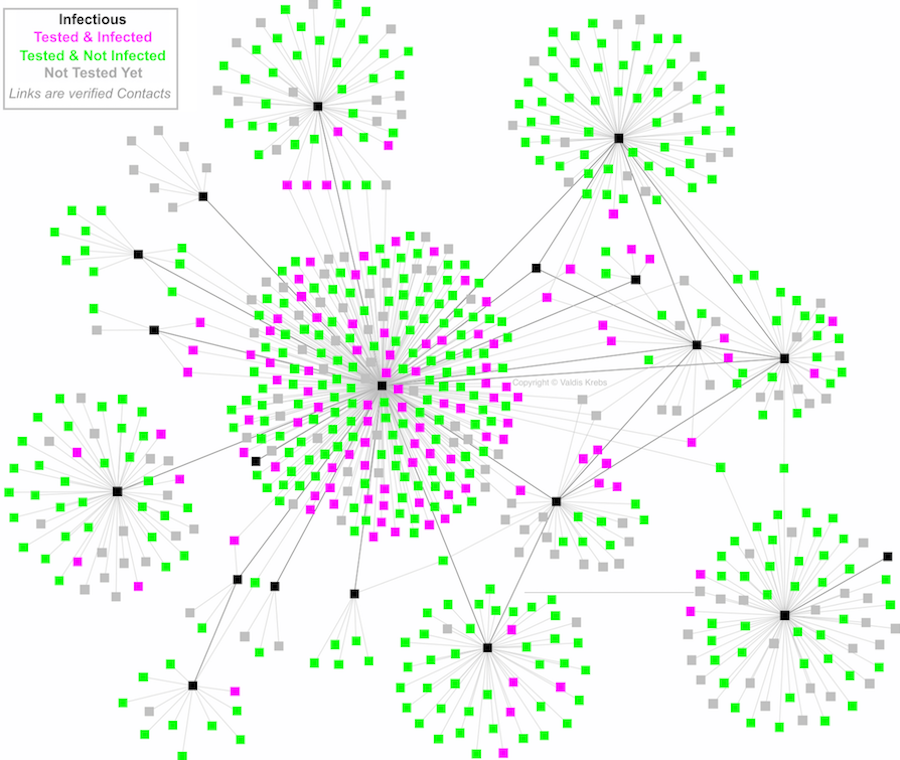 Infectious
Tested & Infected
Tested & Not Infected
Not Tested Yet
Links are verified Contacts
Copyright © Valdis Krebs